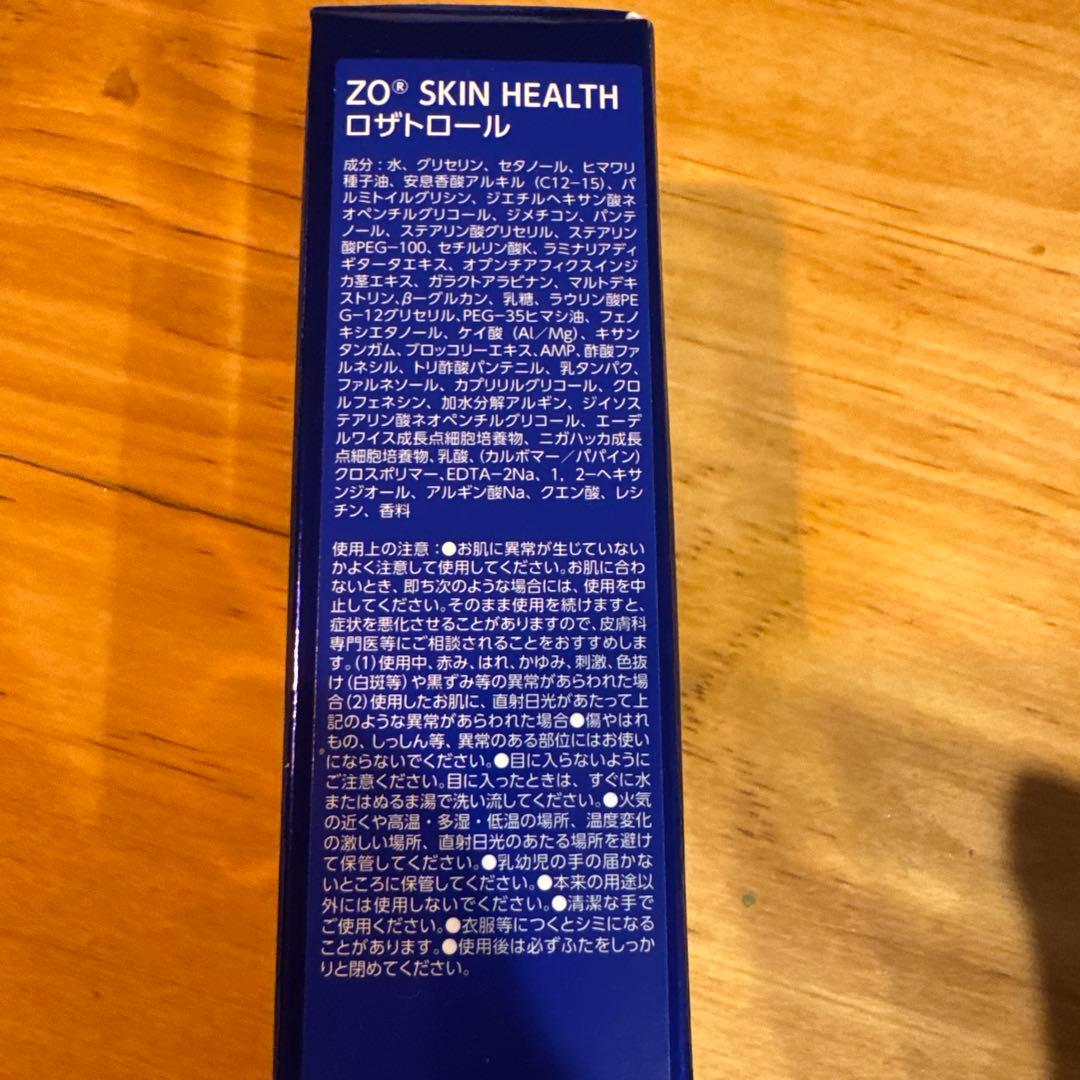 ZO® SKIN HEALTH
ロザトロール
成分：水、グリセリン、セタノール、ヒマワリ
種子油、安息香酸アルキル（C12−15）、パ
ルミトイルグリシン、ジエチルヘキサン酸ネ
オペンチルグリコール、ジメチコン、パンテ
ノール、ステアリン酸グリセリル、ステアリン
酸PEG−100、セチルリン酸K、ラミナリアディ
ギタータエキス、オプンチアフィクスインジ
カ茎エキス、ガラクトアラビナン、マルトデキ
ストリン、β−グルカン、乳糖、ラウリン酸PE
G−12グリセリル、PEG−35ヒマシ油、フェノ
キシエタノール、ケイ酸（Al／Mg）、キサン
タンガム、ブロッコリーエキス、AMP、酢酸ファ
ルネシル、トリ酢酸パンテニル、乳タンパク、
ファルネソール、カプリリルグリコール、クロ
ルフェネシン、加水分解アルギン、ジイソス
テアリン酸ネオペンチルグリコール、エーデ
ルワイス成長点細胞培養物、ニガハッカ成長
点細胞培養物、乳酸、（カルボマー／パパイン）
クロスポリマー、EDTA−2Na、1，2−ヘキサ
ンジオール、アルギン酸Na、クエン酸、レシ
チン、香料
使用上の注意：●お肌に異常が生じていない
かよく注意して使用してください。お肌に合わ
ないとき、即ち次のような場合には、使用を中
止してください。そのまま使用を続けますと、
症状を悪化させることがありますので、皮膚科
専門医等にご相談されることをおすすめしま
す。（1）使用中、赤み、はれ、かゆみ、刺激、色抜
け（白斑等）や黒ずみ等の異常があらわれた場
合（2）使用したお肌に、直射日光があたって上
記のような異常があらわれた場合●傷やはれ
もの、しっしん等、異常のある部位にはお使い
にならないでください。●目に入らないように
ご注意ください。目に入ったときは、すぐに水
またはぬるま湯で洗い流してください。●火気
の近くや高温・多湿・低温の場所、温度変化
の激しい場所、直射日光のあたる場所を避け
て保管してください。●乳幼児の手の届かな
いところに保管してください。●本来の用途以
外には使用しないでください。●清潔な手で
ご使用ください。●衣服等につくとシミになる
ことがあります。●使用後は必ずふたをしっか
りと閉めてください。